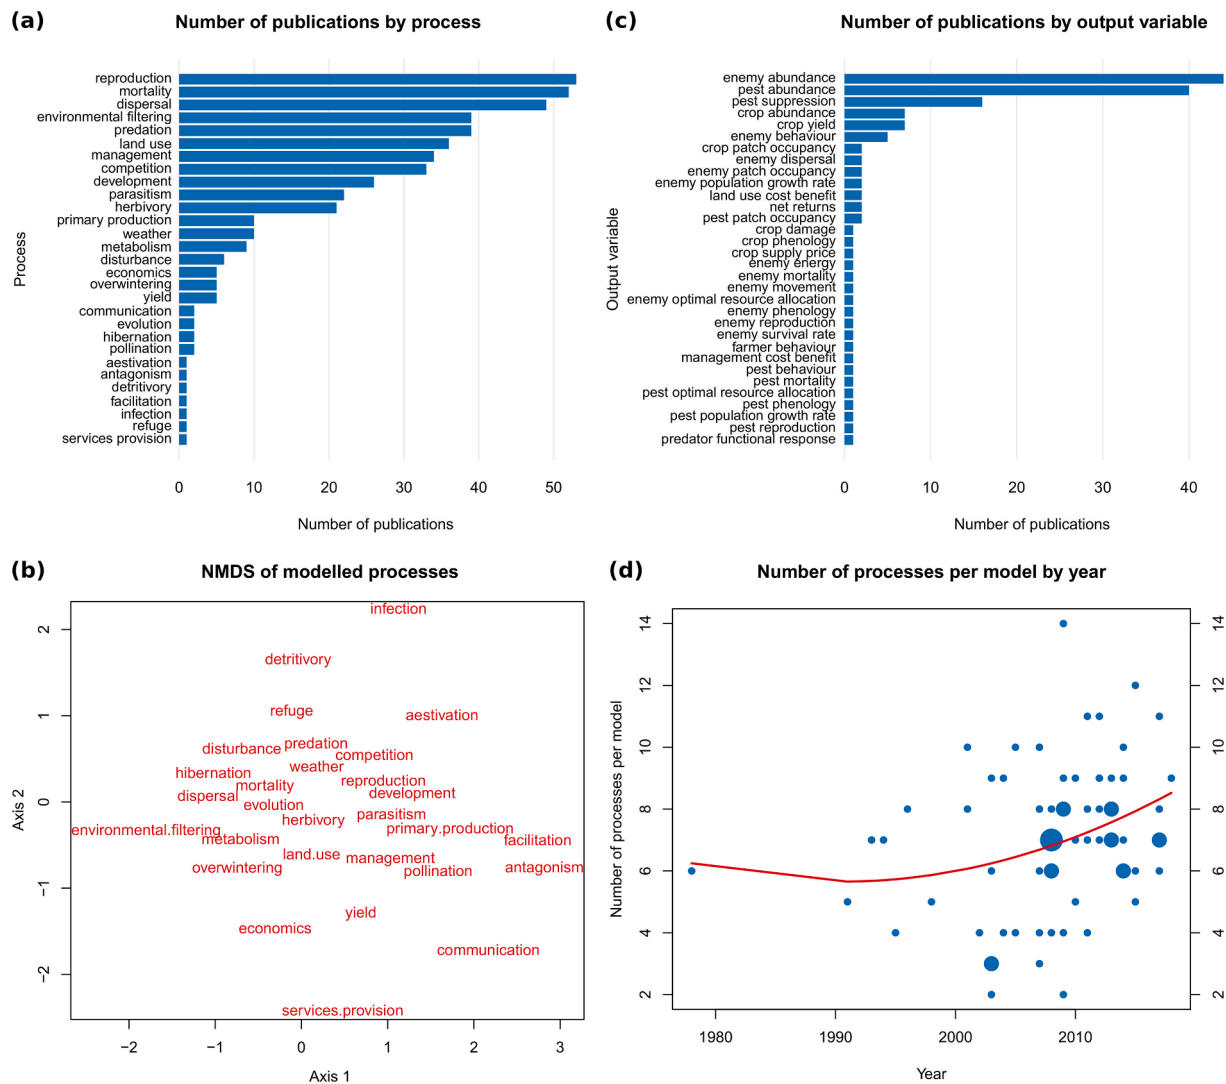 (a)
Number of publications by process
reproduction
mortality
dispersal
environmental filtering
predation
land use
management
competition
development
parasitism
herbivory
primary production
weather
metabolism
disturbance
economics
overwintering
yield
communication
evolution
hibernation
pollination
aestivation
antagonism
detritivory
facilitation
infection
refuge
services provision
Process
0 10 20 30 40 50
Number of publications
(c)
Number of publications by output variable
enemy abundance
pest abundance
pest suppression
crop abundance
crop yield
enemy behaviour
crop patch occupancy
enemy dispersal
enemy patch occupancy
enemy population growth rate
land use cost benefit
net returns
pest patch occupancy
crop damage
crop phenology
crop supply price
enemy energy
enemy mortality
enemy movement
enemy optimal resource allocation
enemy phenology
enemy reproduction
enemy survival rate
farmer behaviour
management cost benefit
pest behaviour
pest mortality
pest optimal resource allocation
pest phenology
pest population growth rate
pest reproduction
predator functional response
Output variable
0 10 20 30 40
Number of publications
(b)
NMDS of modelled processes
infection
detritivory
refuge
aestivation
predation
disturbance
competition
weather
hibernation
reproduction
mortality
development
dispersal
evolution
parasitism
herbivory
primary.production
environmental.filtering
metabolism
facilitation
land.use
management
overwintering
pollination
antagonism
yield
economics
communication
services.provision
2
1
0
−1
−2
Axis 2
−2 −1 0 1 2 3
Axis 1
(d)
Number of processes per model by year
14
12
10
8
6
4
2
Number of processes per model
14
12
10
8
6
4
2
1980 1990 2000 2010
Year